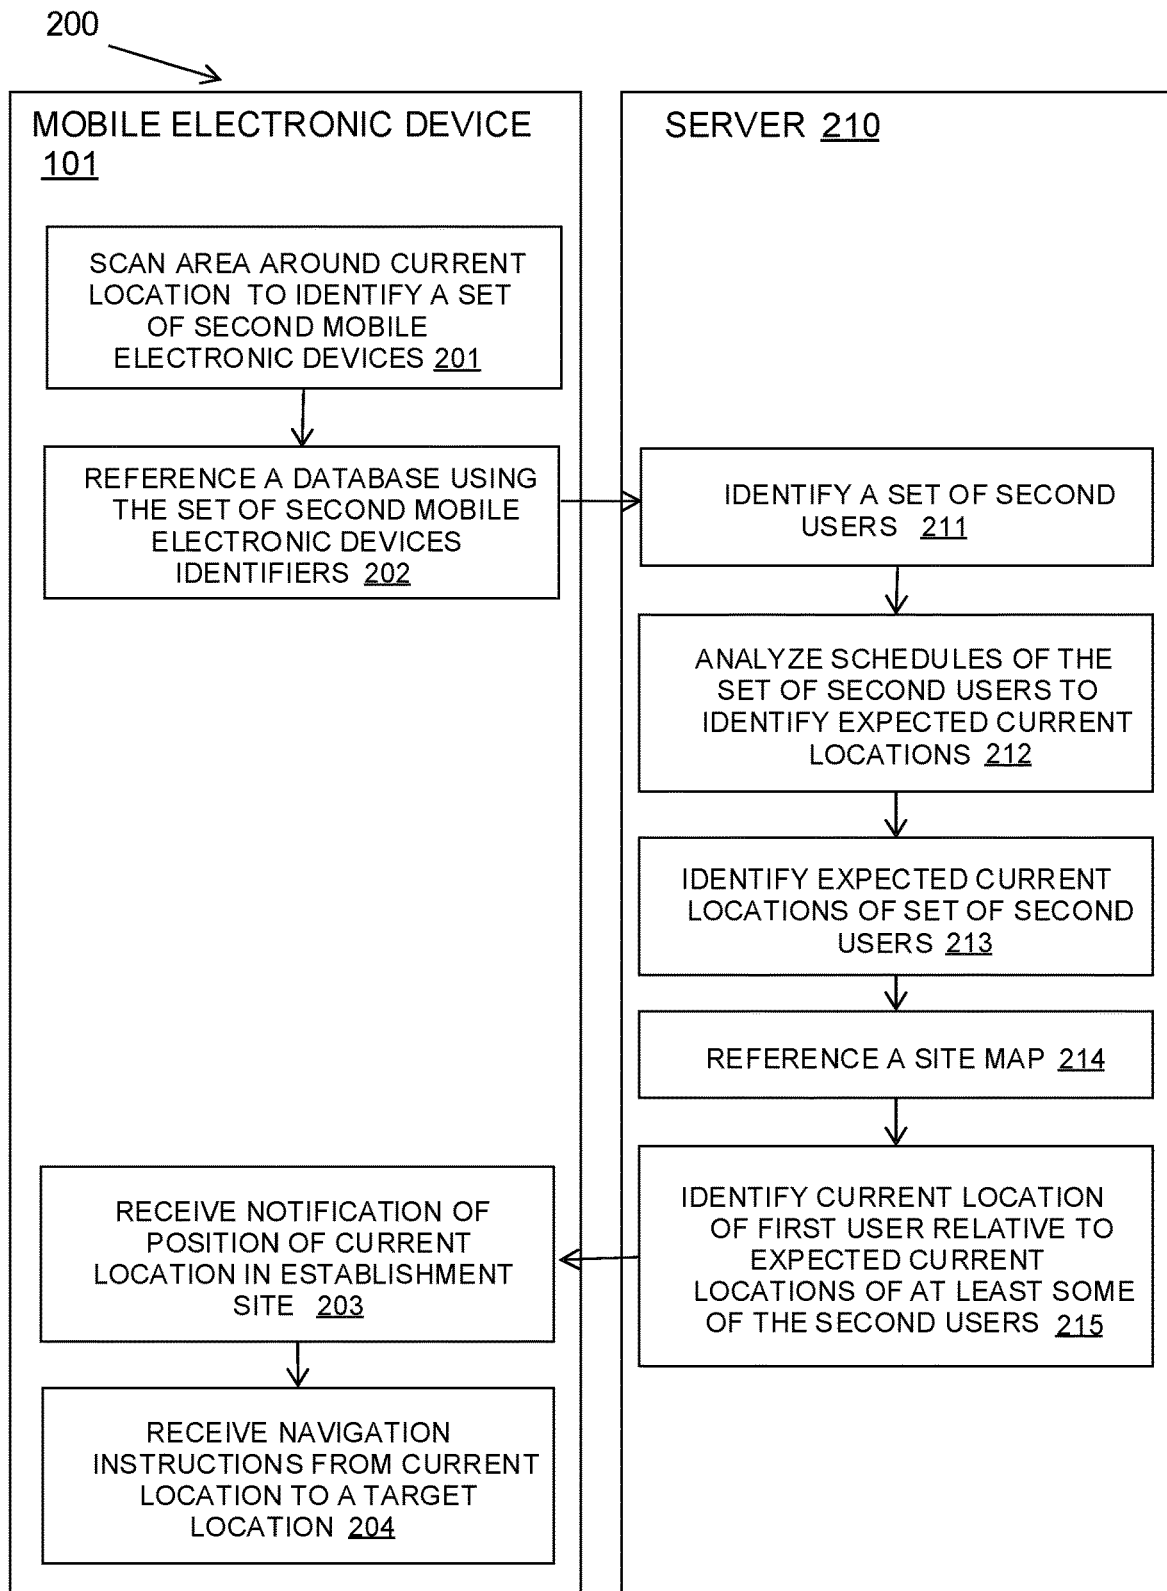 200
MOBILE ELECTRONIC DEVICE
101
SCAN AREA AROUND CURRENT
LOCATION TO IDENTIFY A SET
OF SECOND MOBILE
ELECTRONIC DEVICES 201
REFERENCE A DATABASE USING
THE SET OF SECOND MOBILE
ELECTRONIC DEVICES
IDENTIFIERS 202
RECEIVE NOTIFICATION OF
POSITION OF CURRENT
LOCATION IN ESTABLISHMENT
SITE 203
RECEIVE NAVIGATION
INSTRUCTIONS FROM CURRENT
LOCATION TO A TARGET
LOCATION 204
SERVER 210
IDENTIFY A SET OF SECOND
USERS 211
ANALYZE SCHEDULES OF THE
SET OF SECOND USERS TO
IDENTIFY EXPECTED CURRENT
LOCATIONS 212
IDENTIFY EXPECTED CURRENT
LOCATIONS OF SET OF SECOND
USERS 213
REFERENCE A SITE MAP 214
IDENTIFY CURRENT LOCATION
OF FIRST USER RELATIVE TO
EXPECTED CURRENT
LOCATIONS OF AT LEAST SOME
OF THE SECOND USERS 215